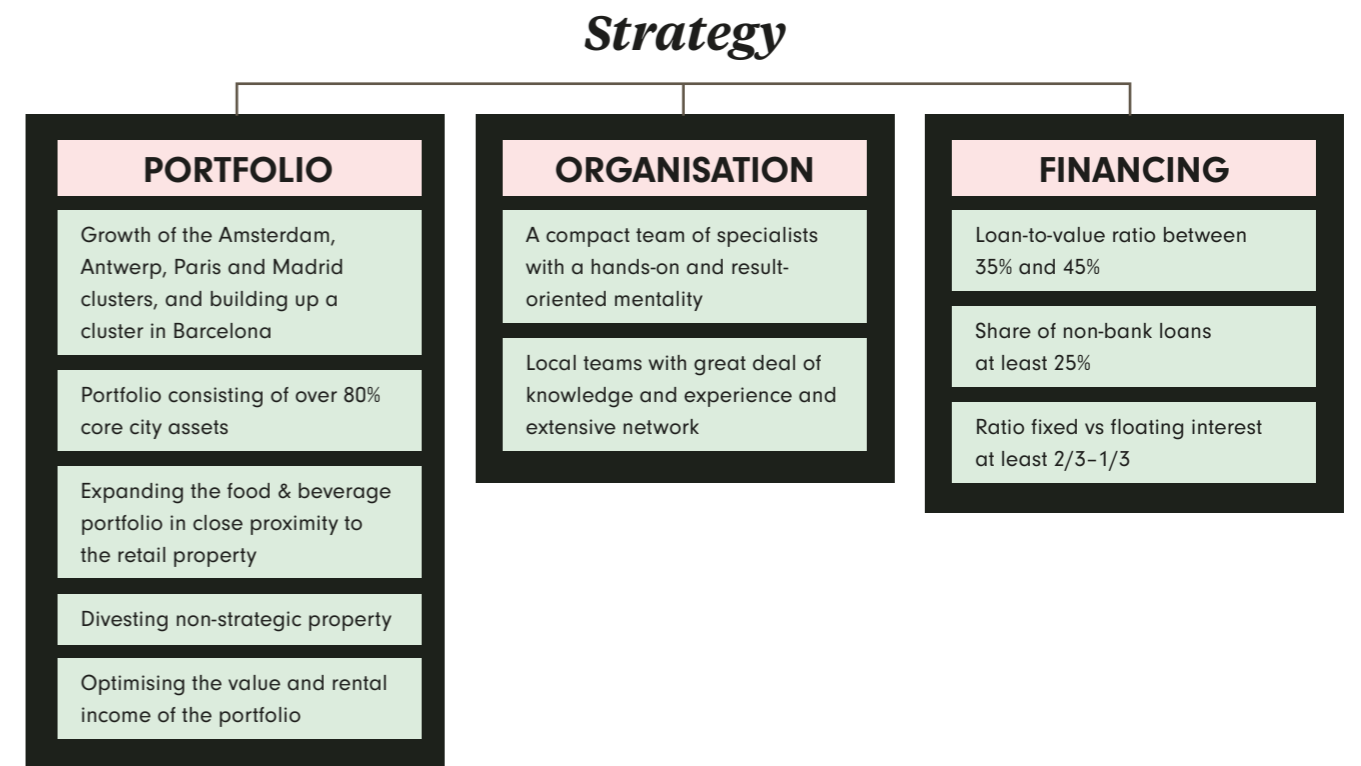 Strategy
PORTFOLIO
Growth of the Amsterdam,
Antwerp, Paris and Madrid
clusters, and building up a
cluster in Barcelona
Portfolio consisting of over 80%
core city assets
Expanding the food & beverage
portfolio in close proximity to
the retail property
Divesting non-strategic property
Optimising the value and rental
income of the portfolio
ORGANISATION
A compact team of specialists
with a hands-on and result-
oriented mentality
Local teams with great deal of
knowledge and experience and
extensive network
FINANCING
Loan-to-value ratio between
35% and 45%
Share of non-bank loans
at least 25%
Ratio fixed vs floating interest
at least 2/3–1/3